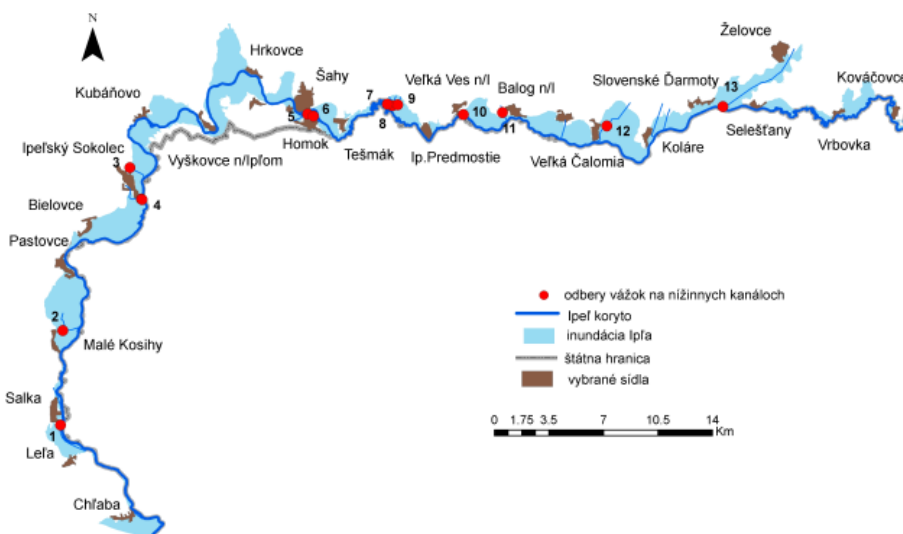 N
Želovce
Hrkovce
Šahy
Veľká Ves n/I
Balog n/I
Slovenské Ďarmoty
Kováčovce
Kubáňovo
7
9
13
5
6
8
10
11
12
Homok
Tešmák
Ip.Predmostie
Veľká Čalomia
Koláre
Selešťany
Vrbovka
Ipeľský Sokolec
Vyškovce n/Ipľom
3
4
Bielovce
Pastovce
2
Malé Kosihy
Salka
1
Leľa
Chľaba
odbery vážok na nížinnych kanáloch
Ipeľ koryto
inundácia Ipľa
štátna hranica
vybrané sídla
0 1.75 3.5 7 10.5 14
Km